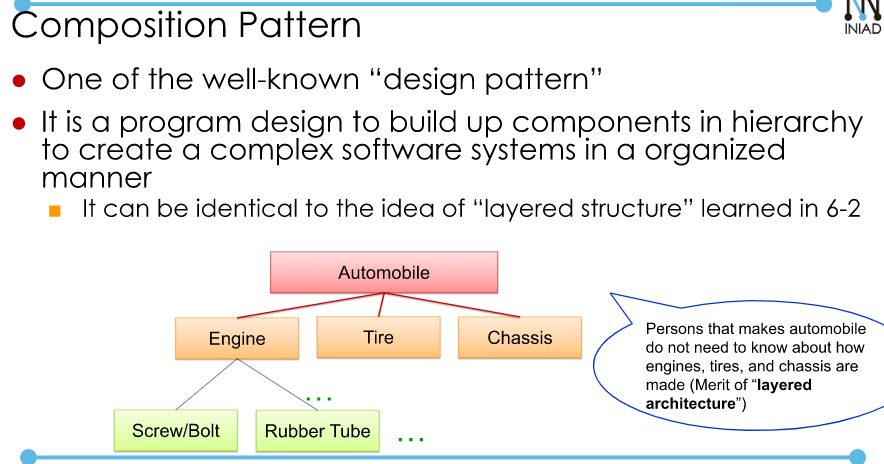 INIAD
Composition Pattern
● One of the well-known “design pattern”
● It is a program design to build up components in hierarchy
to create a complex software systems in a organized
manner
■ It can be identical to the idea of “layered structure” learned in 6-2
Automobile
Engine
Tire
Chassis
Persons that makes automobile
do not need to know about how
engines, tires, and chassis are
made (Merit of “layered
architecture”)
...
Screw/Bolt
Rubber Tube
...